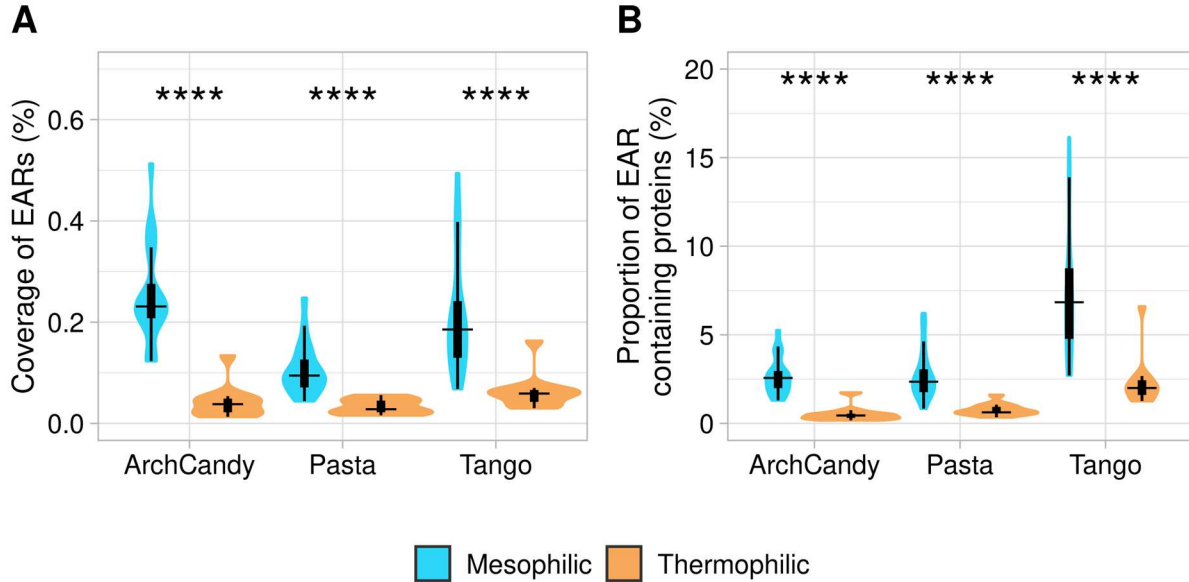 A
Coverage of EARs (%)
0.6
0.4
0.2
0.0
**** **** ****
ArchCandy Pasta Tango
B
Proportion of EAR
containing proteins (%)
20
15
10
5
0
**** **** ****
ArchCandy Pasta Tango
Mesophilic Thermophilic